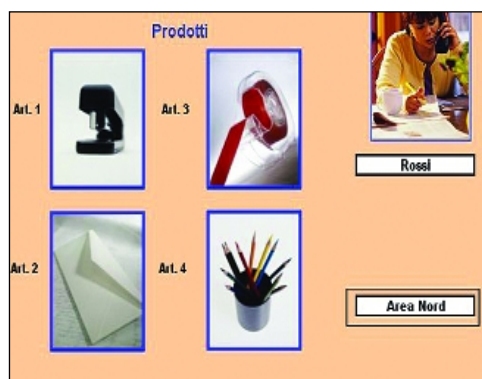 Prodotti
Art. 1
Art. 3
Rossi
Art. 2
Art. 4
Area Nord